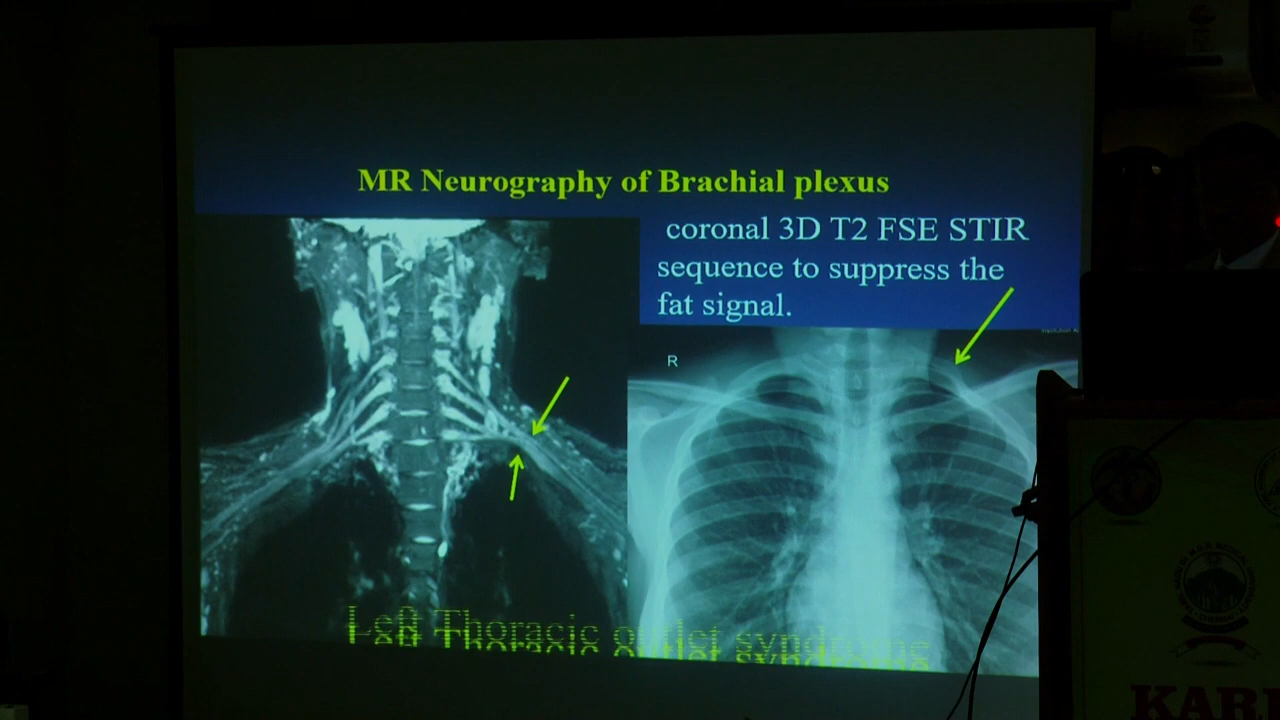 MR Neurography of Brachial plexus
coronal 3D T2 FSE STIR
sequence to suppress the
fat signal.
R
Left Thoracic outlet syndrome